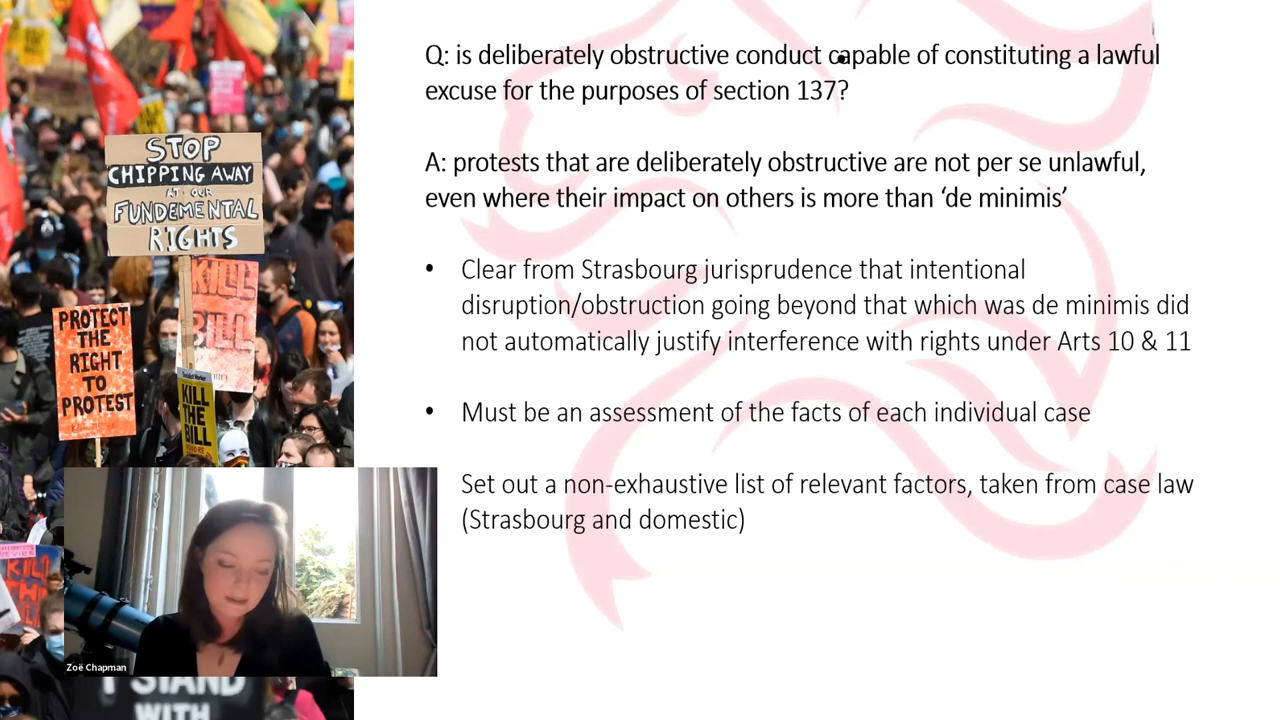 Q: is deliberately obstructive conduct capable of constituting a lawful
excuse for the purposes of section 137?
A: protests that are deliberately obstructive are not per se unlawful,
even where their impact on others is more than ‘de minimis’
• Clear from Strasbourg jurisprudence that intentional
disruption/obstruction going beyond that which was de minimis did
not automatically justify interference with rights under Arts 10 & 11
• Must be an assessment of the facts of each individual case
Set out a non-exhaustive list of relevant factors, taken from case law
(Strasbourg and domestic)
STOP
CHIPPING AWAY
AT OUR
FUNDEMENTAL
RIGHTS
KILL
BILL
PROTECT
THE
RIGHT
TO
PROTEST
Socialist Worker
KILL
THE
BILL
KILL
Zoë Chapman
I STAND
WITH